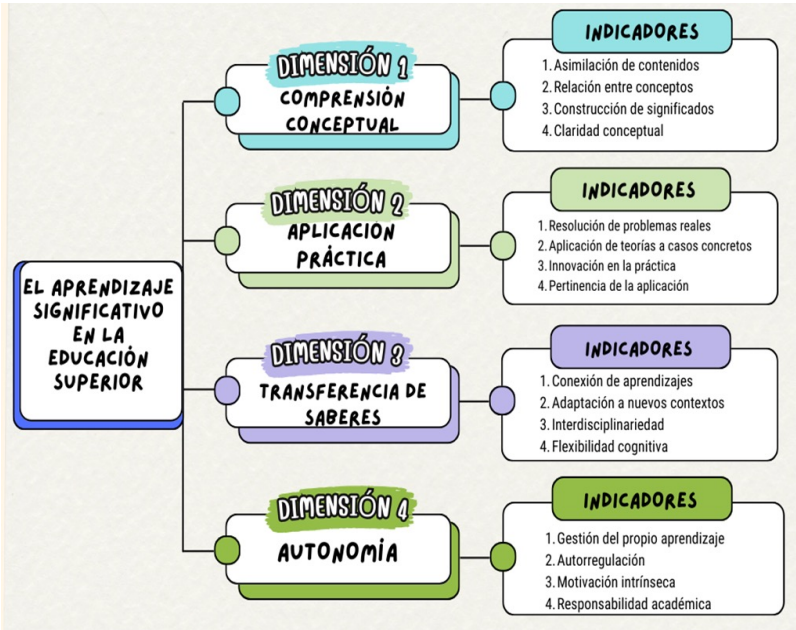 EL APRENDIZAJE
SIGNIFICATIVO
EN LA
EDUCACIÓN
SUPERIOR
DIMENSIÓN 1
COMPRENSIÓN
CONCEPTUAL
INDICADORES
1. Asimilación de contenidos
2. Relación entre conceptos
3. Construcción de significados
4. Claridad conceptual
DIMENSIÓN 2
APLICACIÓN
PRÁCTICA
INDICADORES
1. Resolución de problemas reales
2. Aplicación de teorías a casos concretos
3. Innovación en la práctica
4. Pertinencia de la aplicación
DIMENSIÓN 3
TRANSFERENCIA DE
SABERES
INDICADORES
1. Conexión de aprendizajes
2. Adaptación a nuevos contextos
3. Interdisciplinariedad
4. Flexibilidad cognitiva
DIMENSIÓN 4
AUTONOMÍA
INDICADORES
1. Gestión del propio aprendizaje
2. Autorregulación
3. Motivación intrínseca
4. Responsabilidad académica